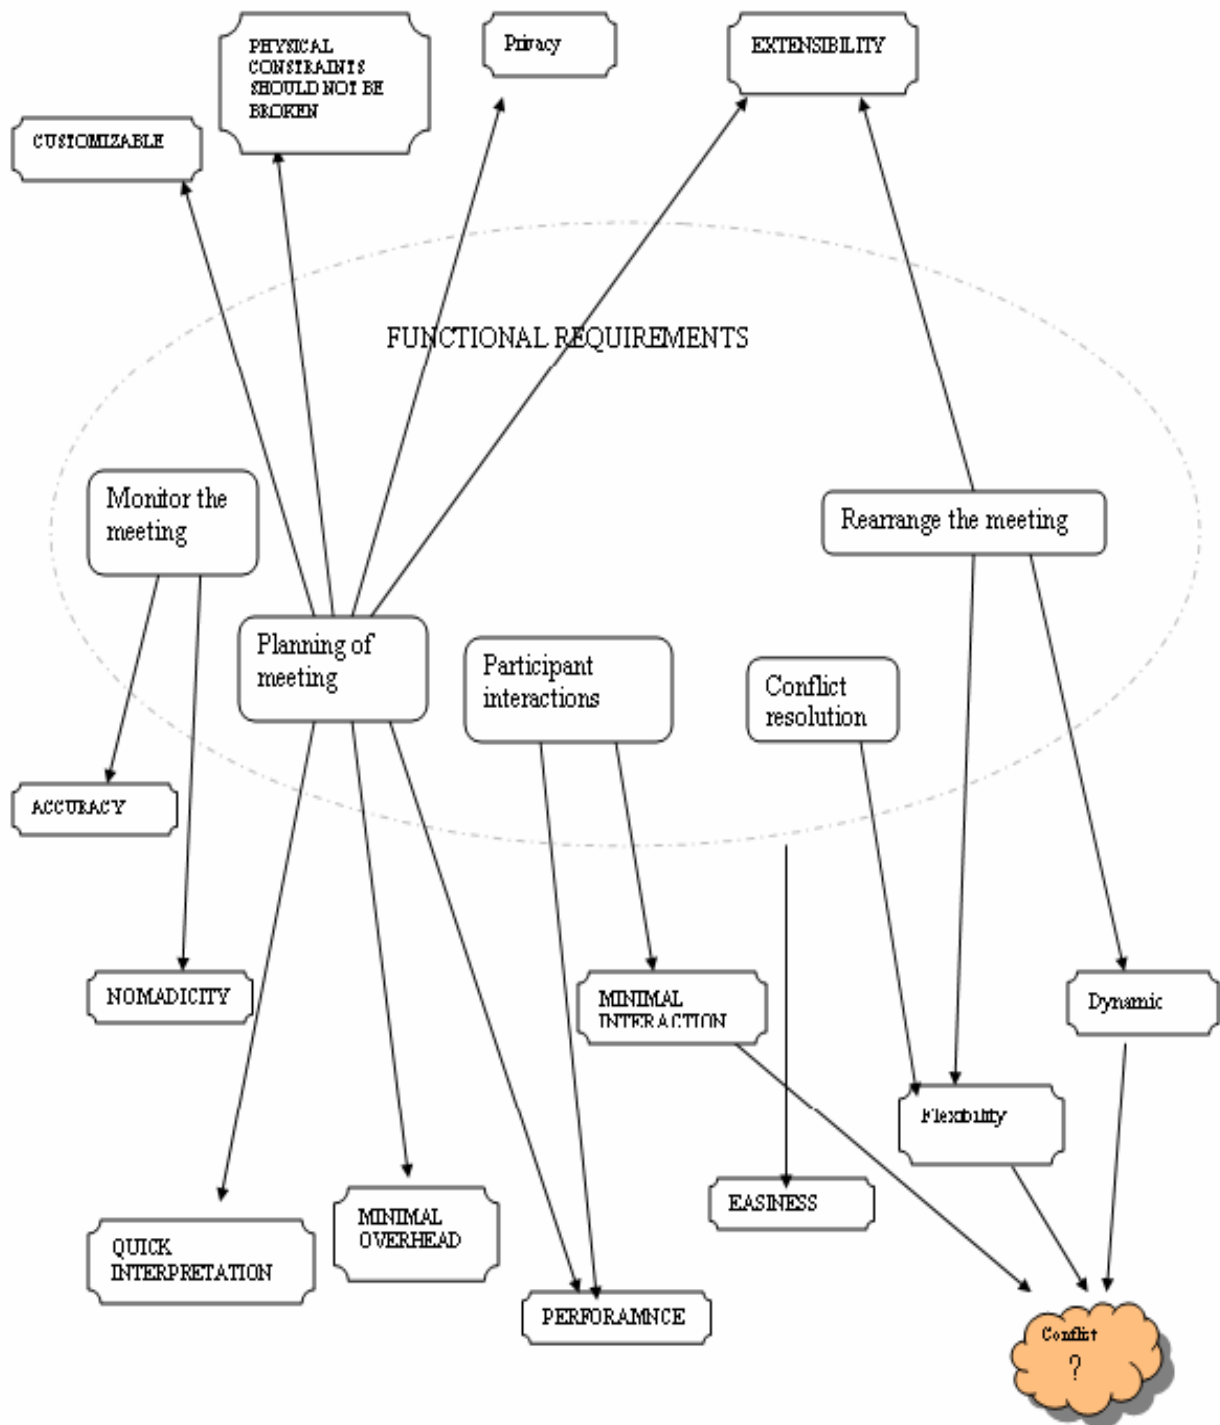 PHYSICAL
CONSTRAINTS
SHOULD NOT BE
BROKEN
Privacy
EXTENSIBILITY
CUSTOMIZABLE
FUNCTIONAL REQUIREMENTS
Monitor the
meeting
Rearrange the meeting
Planning of
meeting
Participant
interactions
Conflict
resolution
ACCURACY
NOMADICITY
MINIMAL
INTERACTION
Dynamic
Flexibility
EASINESS
MINIMAL
OVERHEAD
QUICK
INTERPRETATION
PERFORAMNCE
Conflict
?